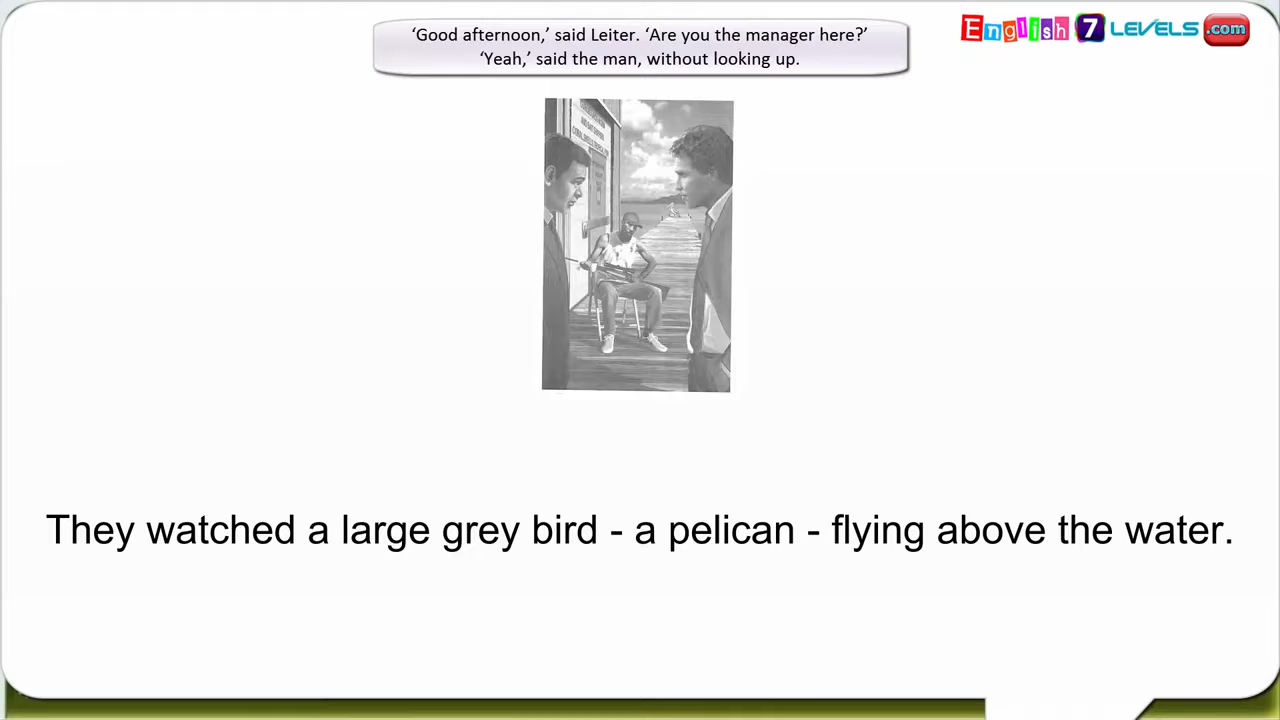 ‘Good afternoon,’ said Leiter. ‘Are you the manager here?’
‘Yeah,’ said the man, without looking up.
English 7 LEVELS .com
They watched a large grey bird - a pelican - flying above the water.